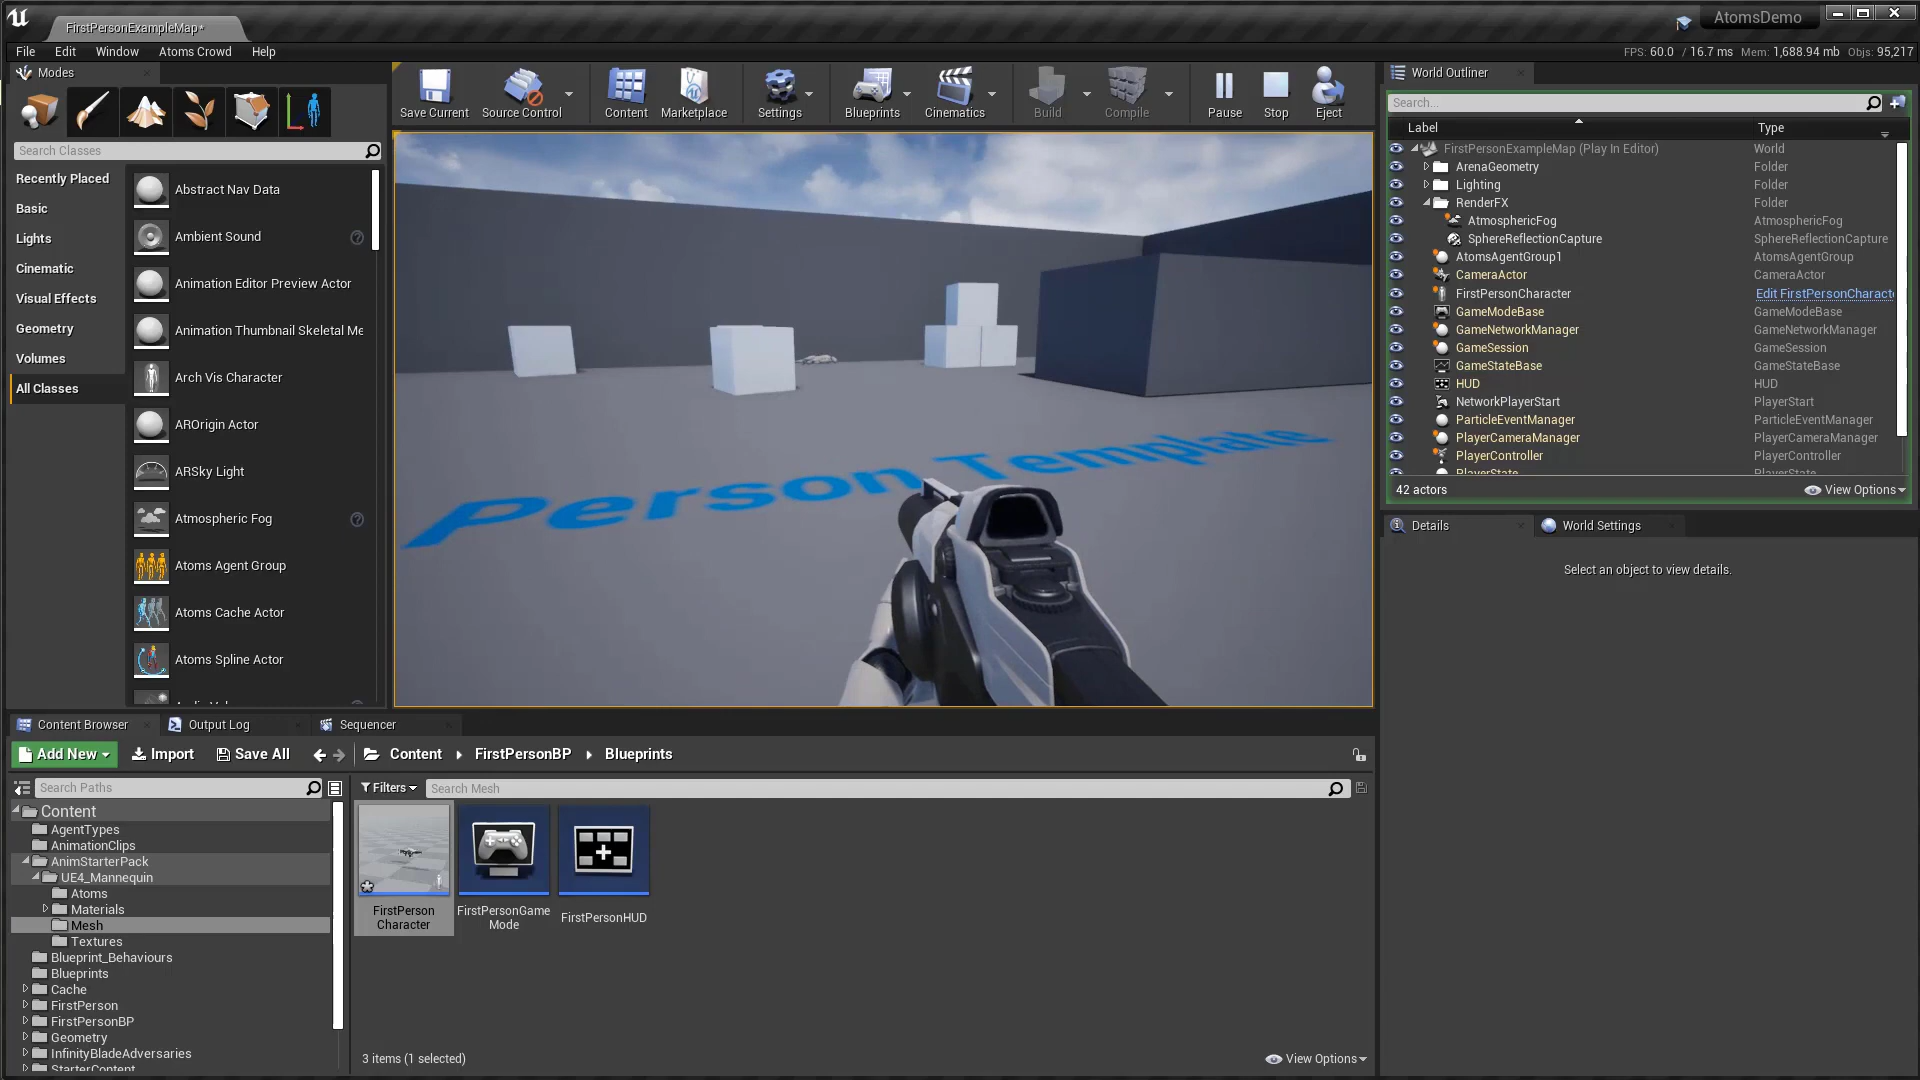 FirstPersonExampleMap*
AtomsDemo
File Edit Window Atoms Crowd Help
FPS: 60.0 / 16.7 ms Mem: 1,688.94 mb Objs: 95,217
Modes
Search Classes
Recently Placed
Basic
Lights
Cinematic
Visual Effects
Geometry
Volumes
All Classes
Abstract Nav Data
Ambient Sound
Animation Editor Preview Actor
Animation Thumbnail Skeletal Me
Arch Vis Character
AROrigin Actor
ARSky Light
Atmospheric Fog
Atoms Agent Group
Atoms Cache Actor
Atoms Spline Actor
Save Current Source Control Content Marketplace Settings Blueprints Cinematics Build Compile Pause Stop Eject
Person Template
World Outliner
Search...
Label Type
FirstPersonExampleMap (Play In Editor) World
ArenaGeometry Folder
Lighting Folder
RenderFX Folder
AtmosphericFog AtmosphericFog
SphereReflectionCapture SphereReflectionCapture
AtomsAgentGroup1 AtomsAgentGroup
CameraActor CameraActor
FirstPersonCharacter Edit FirstPersonCharact
GameModeBase GameModeBase
GameNetworkManager GameNetworkManager
GameSession GameSession
GameStateBase GameStateBase
HUD HUD
NetworkPlayerStart PlayerStart
ParticleEventManager ParticleEventManager
PlayerCameraManager PlayerCameraManager
PlayerController PlayerController
PlayerState PlayerState
42 actors View Options
Details World Settings
Select an object to view details.
Content Browser Output Log Sequencer
Add New Import Save All Content FirstPersonBP Blueprints
Search Paths
Content
AgentTypes
AnimationClips
AnimStarterPack
UE4_Mannequin
Atoms
Materials
Mesh
Textures
Blueprint_Behaviours
Blueprints
Cache
FirstPerson
FirstPersonBP
Geometry
InfinityBladeAdversaries
StarterContent
Filters Search Mesh
FirstPerson
Character
FirstPersonGame
Mode
FirstPersonHUD
3 items (1 selected) View Options